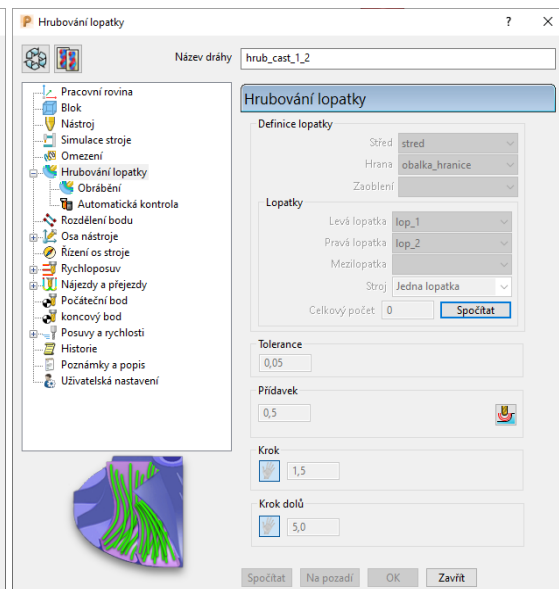 Hrubování lopatky
?
Název dráhy
hrub_cast_1_2
Pracovní rovina
Blok
Nástroj
Simulace stroje
Omezení
Hrubování lopatky
Obrábění
Automatická kontrola
Rozdělení bodu
Osa nástroje
Řízení os stroje
Rychloposuv
Nájezdy a přejezdy
Počáteční bod
koncový bod
Posuvy a rychlosti
Historie
Poznámky a popis
Uživatelská nastavení
Hrubování lopatky
Definice lopatky
Střed stred
Hrana obalka_hranice
Zaoblení
Lopatky
Levá lopatka lop_1
Pravá lopatka lop_2
Mezilopatka
Stroj Jedna lopatka
Celkový počet 0 Spočítat
Tolerance
0,05
Přídavek
0,5
Krok
1,5
Krok dolů
5,0
Spočítat Na pozadí OK Zavřít